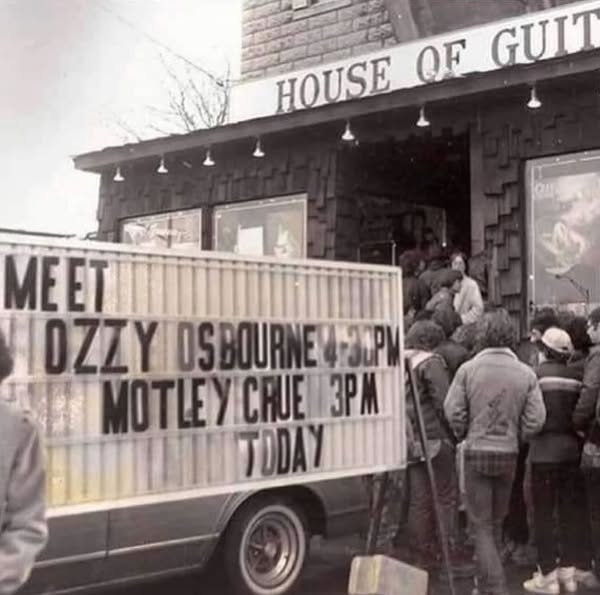 HOUSE OF GUIT
MEET
OZZY OSBOURNE 4-30PM
MOTLEY CRUE 3PM
TODAY